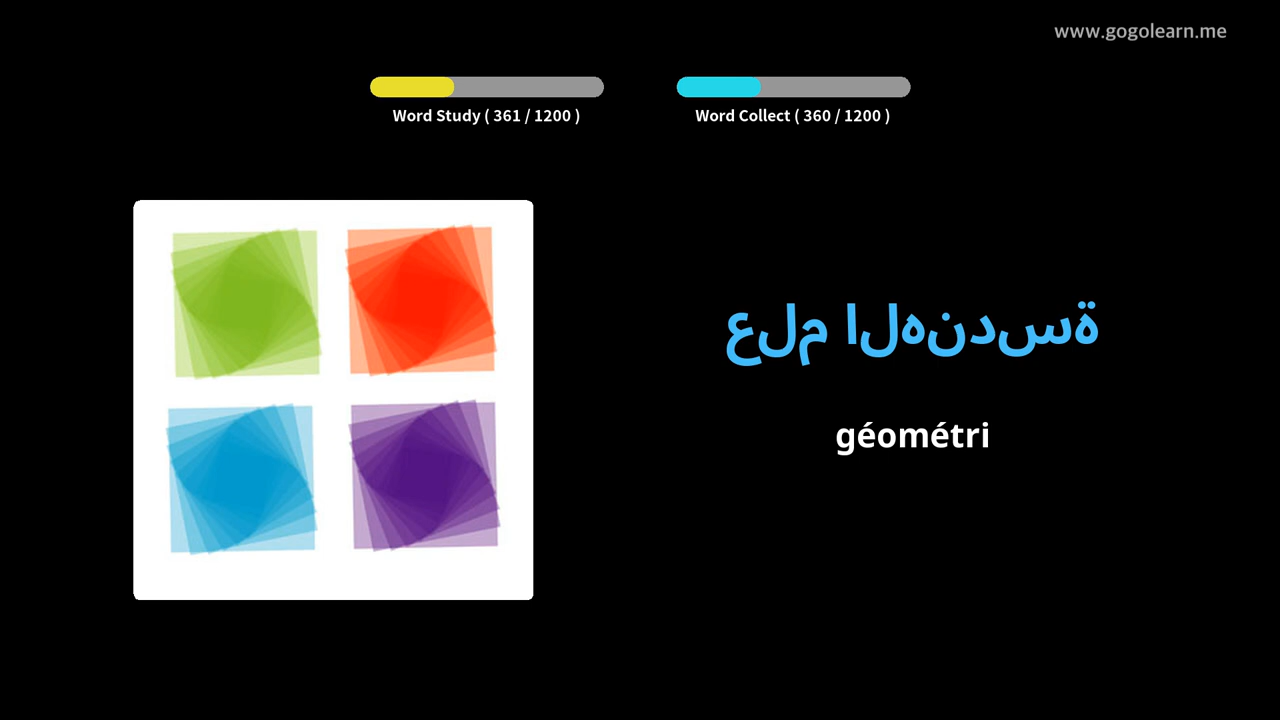 www.gogolearn.me
Word Study ( 361 / 1200 )
Word Collect ( 360 / 1200 )
علم الهندسة
géométri